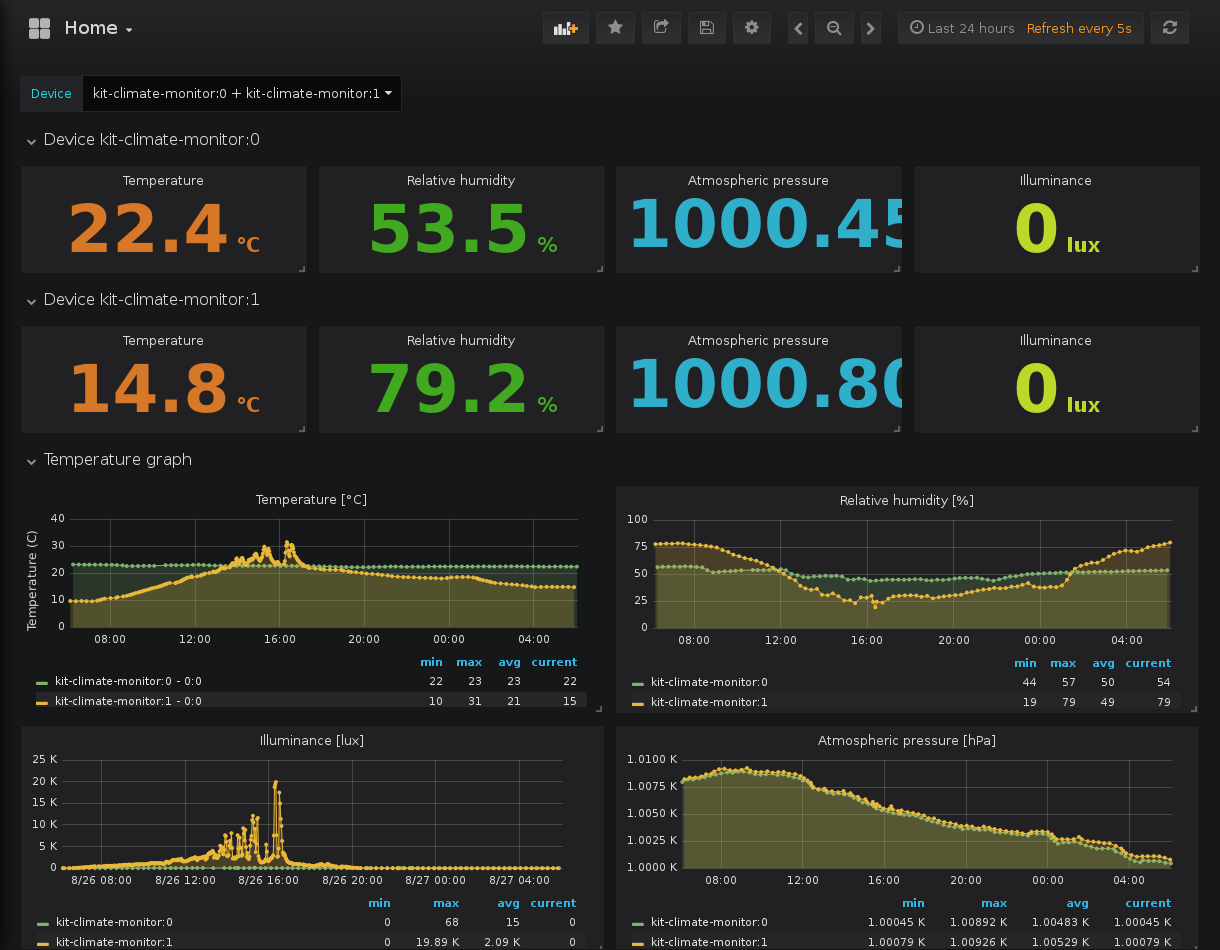 Home
Last 24 hours Refresh every 5s
Device kit-climate-monitor:0 + kit-climate-monitor:1
Device kit-climate-monitor:0
Temperature Relative humidity Atmospheric pressure Illuminance
22.4 °C 53.5 % 1000.45 0 lux
Device kit-climate-monitor:1
Temperature Relative humidity Atmospheric pressure Illuminance
14.8 °C 79.2 % 1000.80 0 lux
Temperature graph
Temperature [°C]
Temperature (C)
40
30
20
10
0
08:00 12:00 16:00 20:00 00:00 04:00
min max avg current
kit-climate-monitor:0 - 0:0 22 23 23 22
kit-climate-monitor:1 - 0:0 10 31 21 15
Relative humidity [%]
100
75
50
25
0
08:00 12:00 16:00 20:00 00:00 04:00
min max avg current
kit-climate-monitor:0 44 57 50 54
kit-climate-monitor:1 19 79 49 79
Illuminance [lux]
25 K
20 K
15 K
10 K
5 K
0
8/26 08:00 8/26 12:00 8/26 16:00 8/26 20:00 8/27 00:00 8/27 04:00
min max avg current
kit-climate-monitor:0 0 68 15 0
kit-climate-monitor:1 0 19.89 K 2.09 K 0
Atmospheric pressure [hPa]
1.0100 K
1.0075 K
1.0050 K
1.0025 K
1.0000 K
08:00 12:00 16:00 20:00 00:00 04:00
min max avg current
kit-climate-monitor:0 1.00045 K 1.00892 K 1.00483 K 1.00045 K
kit-climate-monitor:1 1.00079 K 1.00926 K 1.00529 K 1.00079 K